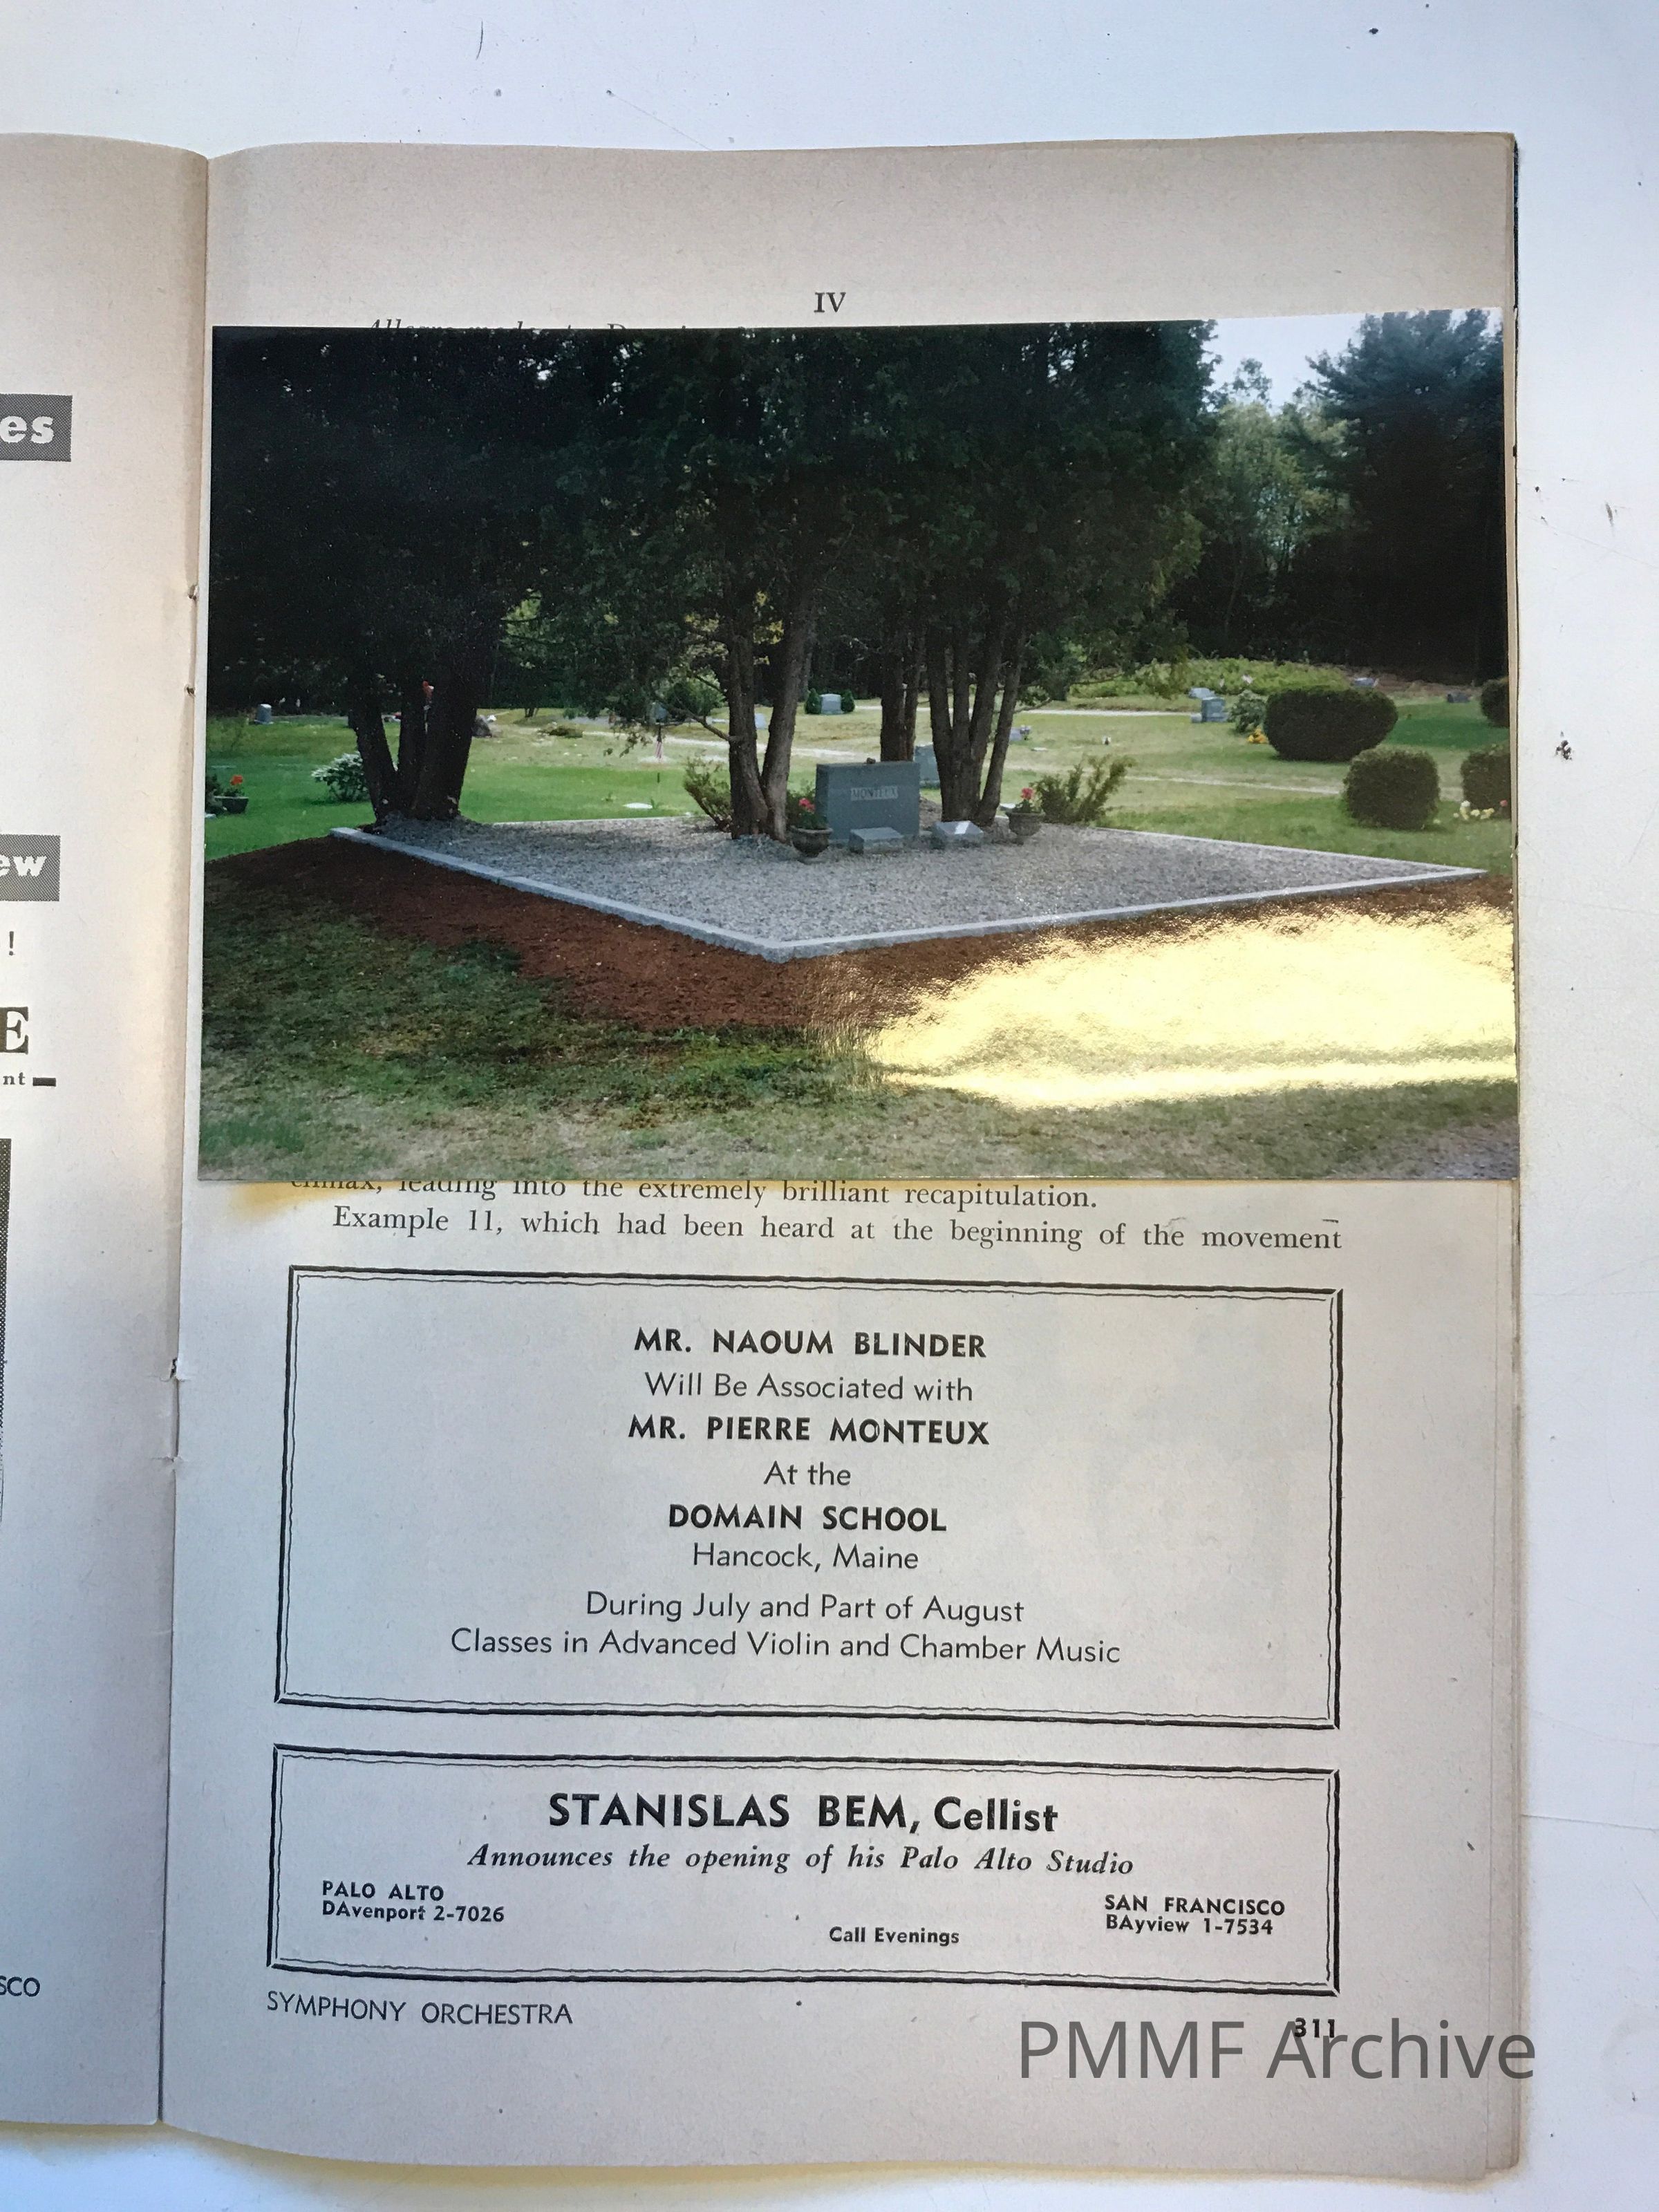 es
ew
!
E
nt
SCO
IV
MONTEUX
climax, leading into the extremely brilliant recapitulation.
Example 11, which had been heard at the beginning of the movement
MR. NAOUM BLINDER
Will Be Associated with
MR. PIERRE MONTEUX
At the
DOMAIN SCHOOL
Hancock, Maine
During July and Part of August
Classes in Advanced Violin and Chamber Music
STANISLAS BEM, Cellist
Announces the opening of his Palo Alto Studio
PALO ALTO
DAvenport 2-7026
Call Evenings
SAN FRANCISCO
BAyview 1-7534
SYMPHONY ORCHESTRA
311
PMMF Archive